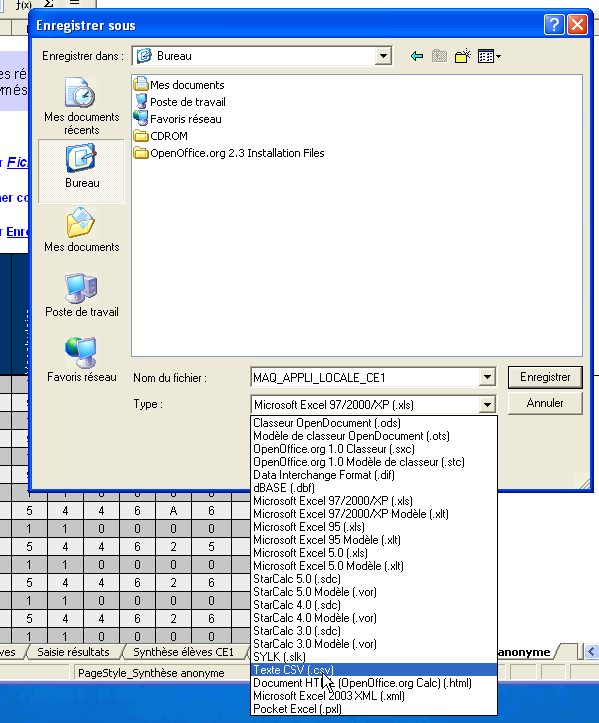 f(x) Σ =
Enregistrer sous
Enregistrer dans : Bureau
es ré
més
r Fic
er co
r Enre
Mes documents récents
Bureau
Mes documents
Poste de travail
Favoris réseau
Mes documents
Poste de travail
Favoris réseau
CDROM
OpenOffice.org 2.3 Installation Files
Nom du fichier : MAQ_APPLI_LOCALE_CE1 Enregistrer
Type : Microsoft Excel 97/2000/XP (.xls) Annuler
Classeur OpenDocument (.ods)
Modèle de classeur OpenDocument (.ots)
OpenOffice.org 1.0 Classeur (.sxc)
OpenOffice.org 1.0 Modèle de classeur (.stc)
Data Interchange Format (.dif)
dBASE (.dbf)
Microsoft Excel 97/2000/XP (.xls)
Microsoft Excel 97/2000/XP Modèle (.xlt)
Microsoft Excel 95 (.xls)
Microsoft Excel 95 Modèle (.xlt)
Microsoft Excel 5.0 (.xls)
Microsoft Excel 5.0 Modèle (.xlt)
StarCalc 5.0 (.sdc)
StarCalc 5.0 Modèle (.vor)
StarCalc 4.0 (.sdc)
StarCalc 4.0 Modèle (.vor)
StarCalc 3.0 (.sdc)
StarCalc 3.0 Modèle (.vor)
SYLK (.slk)
Texte CSV (.csv)
Document HTML (OpenOffice.org Calc) (.html)
Microsoft Excel 2003 XML (.xml)
Pocket Excel (.pxl)
5 4 4 6 A 6
1 1 0 0 0 0
5 4 4 6 2 5
1 1 0 0 0 0
5 4 4 6 2 6
1 1 0 0 0 0
5 4 4 6 2 6
1 1 0 0 0 0
ves Saisie résultats Synthèse élèves CE1 anonyme
PageStyle_Synthèse anonyme